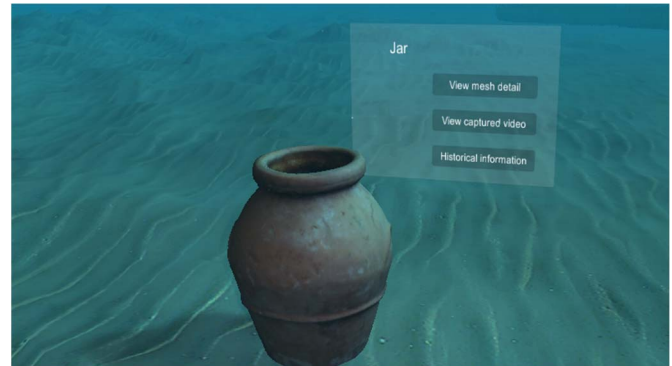 Jar
View mesh detail
View captured video
Historical information